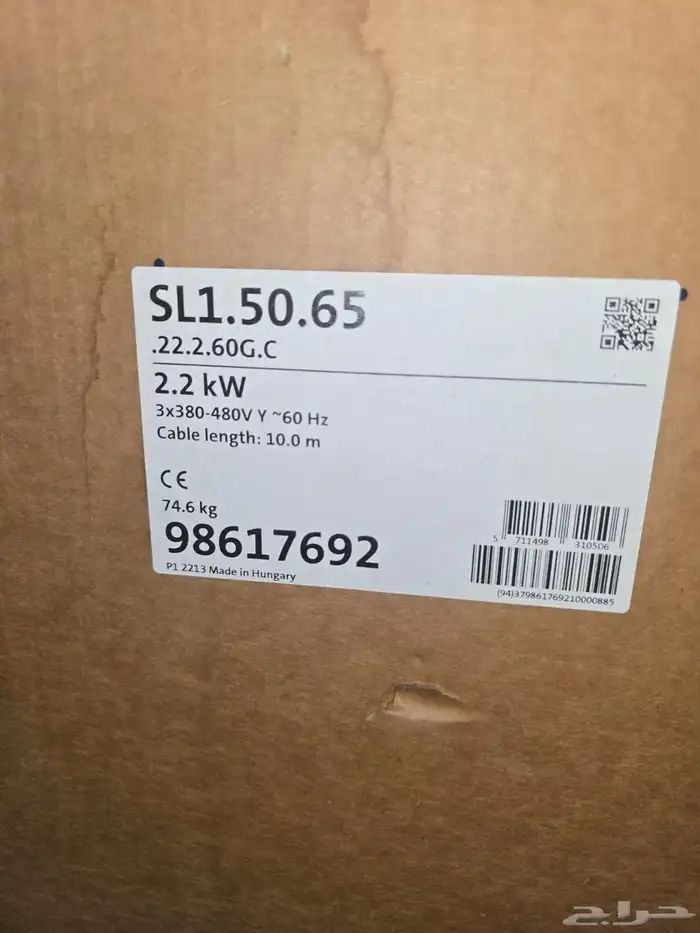 SL1.50.65
.22.2.60G.C
2.2 kW
3x380-480V Y ~60 Hz
Cable length: 10.0 m
CE
74.6 kg
98617692
P1 2213 Made in Hungary
5 711498 310506
(94)379861769210000885
حراج